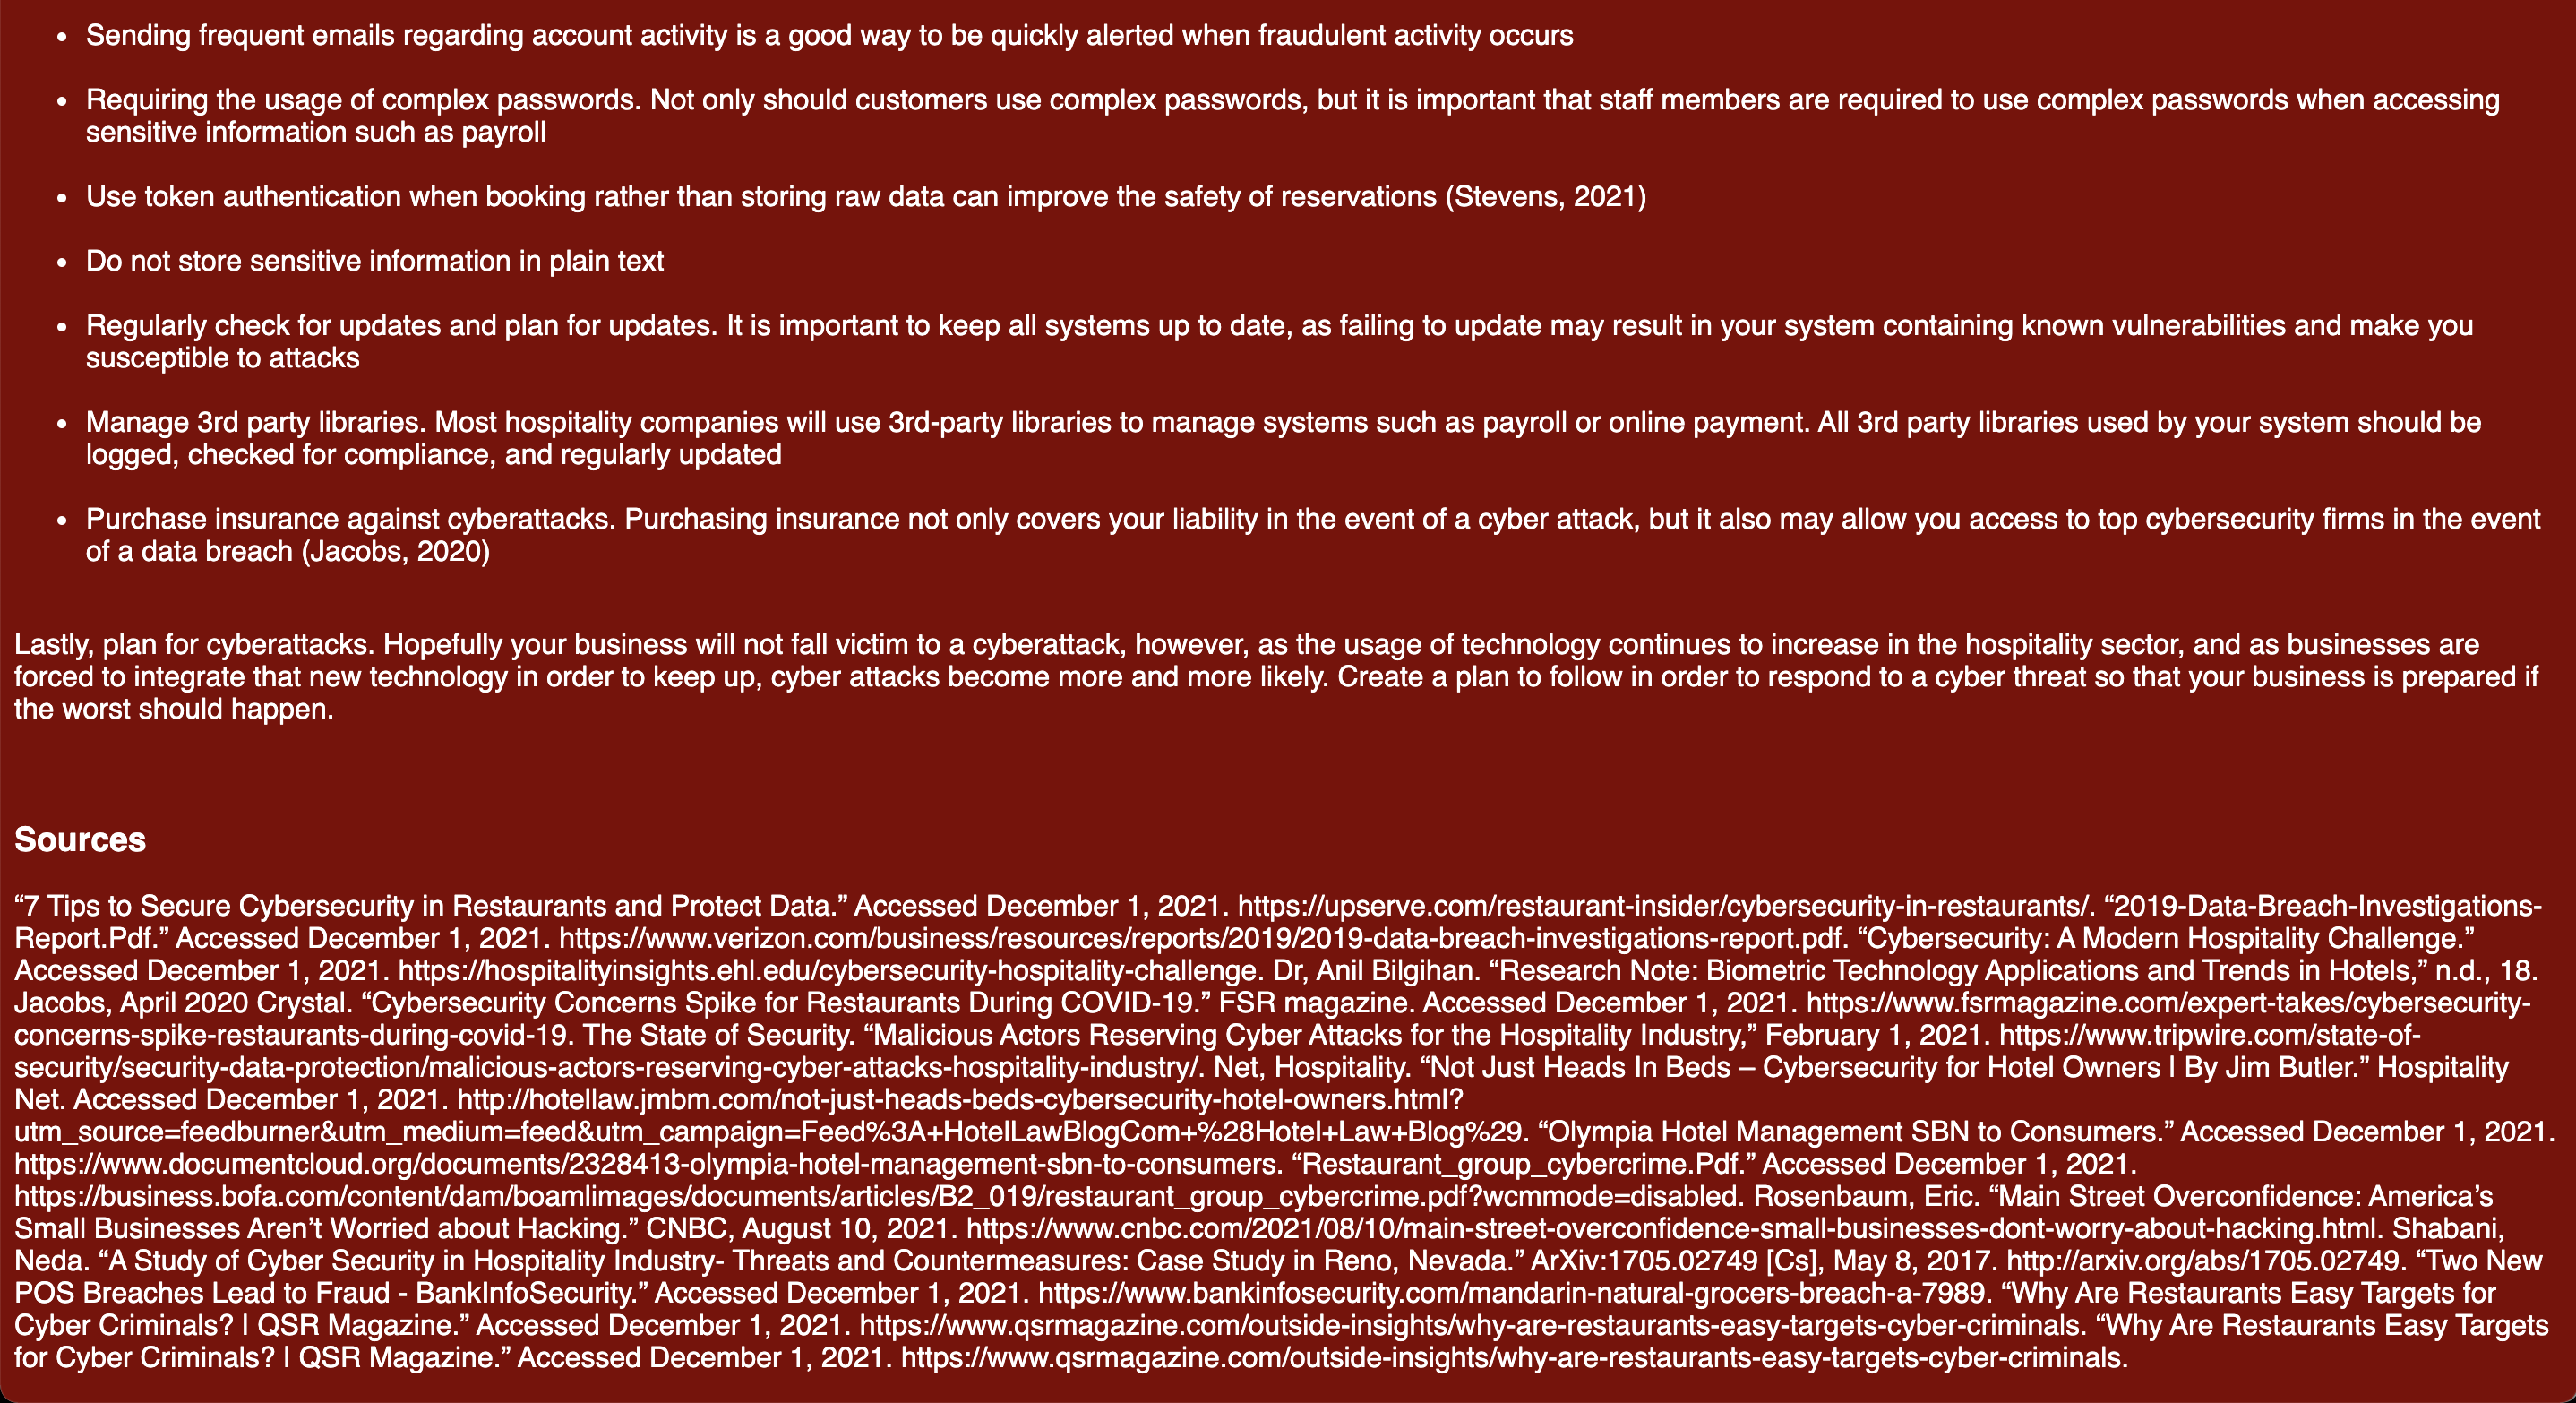 • Sending frequent emails regarding account activity is a good way to be quickly alerted when fraudulent activity occurs
• Requiring the usage of complex passwords. Not only should customers use complex passwords, but it is important that staff members are required to use complex passwords when accessing
sensitive information such as payroll
• Use token authentication when booking rather than storing raw data can improve the safety of reservations (Stevens, 2021)
• Do not store sensitive information in plain text
• Regularly check for updates and plan for updates. It is important to keep all systems up to date, as failing to update may result in your system containing known vulnerabilities and make you
susceptible to attacks
• Manage 3rd party libraries. Most hospitality companies will use 3rd-party libraries to manage systems such as payroll or online payment. All 3rd party libraries used by your system should be
logged, checked for compliance, and regularly updated
• Purchase insurance against cyberattacks. Purchasing insurance not only covers your liability in the event of a cyber attack, but it also may allow you access to top cybersecurity firms in the event
of a data breach (Jacobs, 2020)
Lastly, plan for cyberattacks. Hopefully your business will not fall victim to a cyberattack, however, as the usage of technology continues to increase in the hospitality sector, and as businesses are
forced to integrate that new technology in order to keep up, cyber attacks become more and more likely. Create a plan to follow in order to respond to a cyber threat so that your business is prepared if
the worst should happen.
Sources
“7 Tips to Secure Cybersecurity in Restaurants and Protect Data.” Accessed December 1, 2021. https://upserve.com/restaurant-insider/cybersecurity-in-restaurants/. “2019-Data-Breach-Investigations-
Report.Pdf.” Accessed December 1, 2021. https://www.verizon.com/business/resources/reports/2019/2019-data-breach-investigations-report.pdf. “Cybersecurity: A Modern Hospitality Challenge.”
Accessed December 1, 2021. https://hospitalityinsights.ehl.edu/cybersecurity-hospitality-challenge. Dr, Anil Bilgihan. “Research Note: Biometric Technology Applications and Trends in Hotels,” n.d., 18.
Jacobs, April 2020 Crystal. “Cybersecurity Concerns Spike for Restaurants During COVID-19.” FSR magazine. Accessed December 1, 2021. https://www.fsrmagazine.com/expert-takes/cybersecurity-
concerns-spike-restaurants-during-covid-19. The State of Security. “Malicious Actors Reserving Cyber Attacks for the Hospitality Industry,” February 1, 2021. https://www.tripwire.com/state-of-
security/security-data-protection/malicious-actors-reserving-cyber-attacks-hospitality-industry/. Net, Hospitality. “Not Just Heads In Beds – Cybersecurity for Hotel Owners | By Jim Butler.” Hospitality
Net. Accessed December 1, 2021. http://hotellaw.jmbm.com/not-just-heads-beds-cybersecurity-hotel-owners.html?
utm_source=feedburner&utm_medium=feed&utm_campaign=Feed%3A+HotelLawBlogCom+%28Hotel+Law+Blog%29. “Olympia Hotel Management SBN to Consumers.” Accessed December 1, 2021.
https://www.documentcloud.org/documents/2328413-olympia-hotel-management-sbn-to-consumers. “Restaurant_group_cybercrime.Pdf.” Accessed December 1, 2021.
https://business.bofa.com/content/dam/boamlimages/documents/articles/B2_019/restaurant_group_cybercrime.pdf?wcmmode=disabled. Rosenbaum, Eric. “Main Street Overconfidence: America’s
Small Businesses Aren’t Worried about Hacking.” CNBC, August 10, 2021. https://www.cnbc.com/2021/08/10/main-street-overconfidence-small-businesses-dont-worry-about-hacking.html. Shabani,
Neda. “A Study of Cyber Security in Hospitality Industry- Threats and Countermeasures: Case Study in Reno, Nevada.” ArXiv:1705.02749 [Cs], May 8, 2017. http://arxiv.org/abs/1705.02749. “Two New
POS Breaches Lead to Fraud - BankInfoSecurity.” Accessed December 1, 2021. https://www.bankinfosecurity.com/mandarin-natural-grocers-breach-a-7989. “Why Are Restaurants Easy Targets for
Cyber Criminals? | QSR Magazine.” Accessed December 1, 2021. https://www.qsrmagazine.com/outside-insights/why-are-restaurants-easy-targets-cyber-criminals. “Why Are Restaurants Easy Targets
for Cyber Criminals? | QSR Magazine.” Accessed December 1, 2021. https://www.qsrmagazine.com/outside-insights/why-are-restaurants-easy-targets-cyber-criminals.